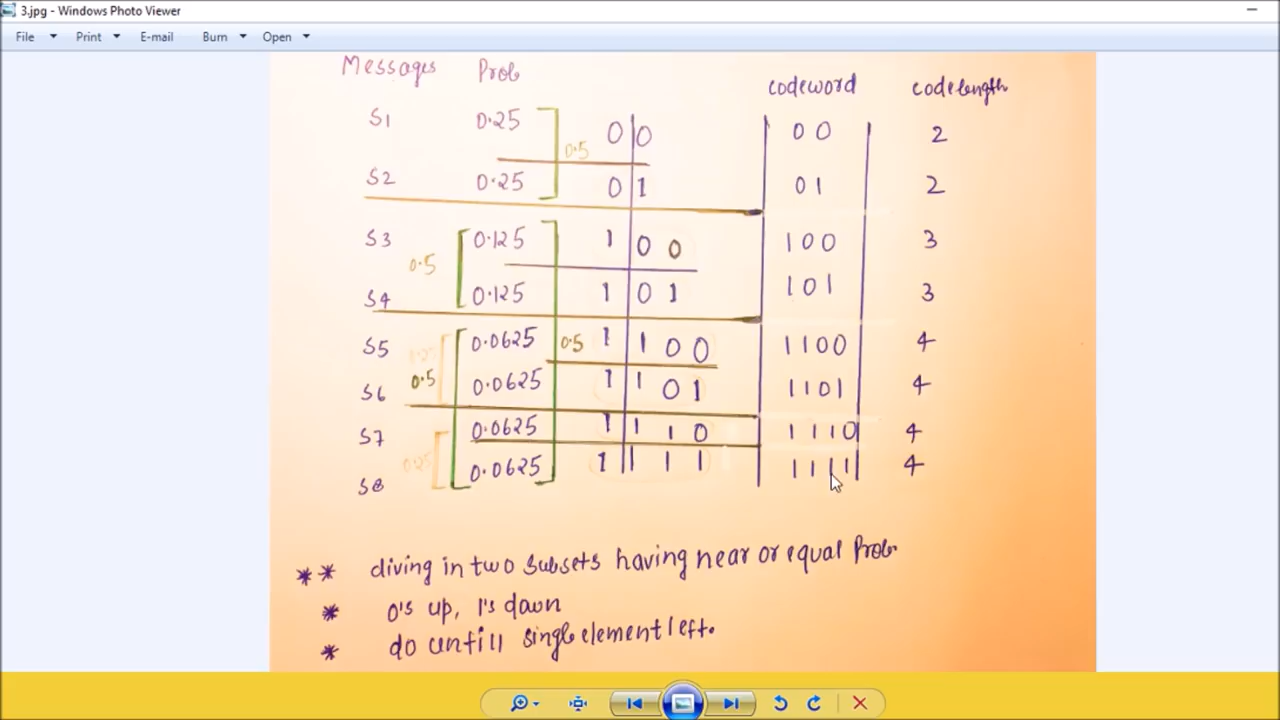 3.jpg - Windows Photo Viewer
File Print E-mail Burn Open
Messages Prob codeword codelength
S1 0.25 0 0 00 2
0.5
S2 0.25 0 1 01 2
S3 0.125 1 0 0 100 3
0.5
S4 0.125 1 0 1 101 3
S5 0.0625 0.5 1 1 0 0 1100 4
0.25
0.5
S6 0.0625 1 1 0 1 1101 4
S7 0.0625 1 1 1 0 1110 4
0.25
S8 0.0625 1 1 1 1 1111 4
** diving in two subsets having near or equal Prob
* 0's up, 1's down
* do untill single element left.